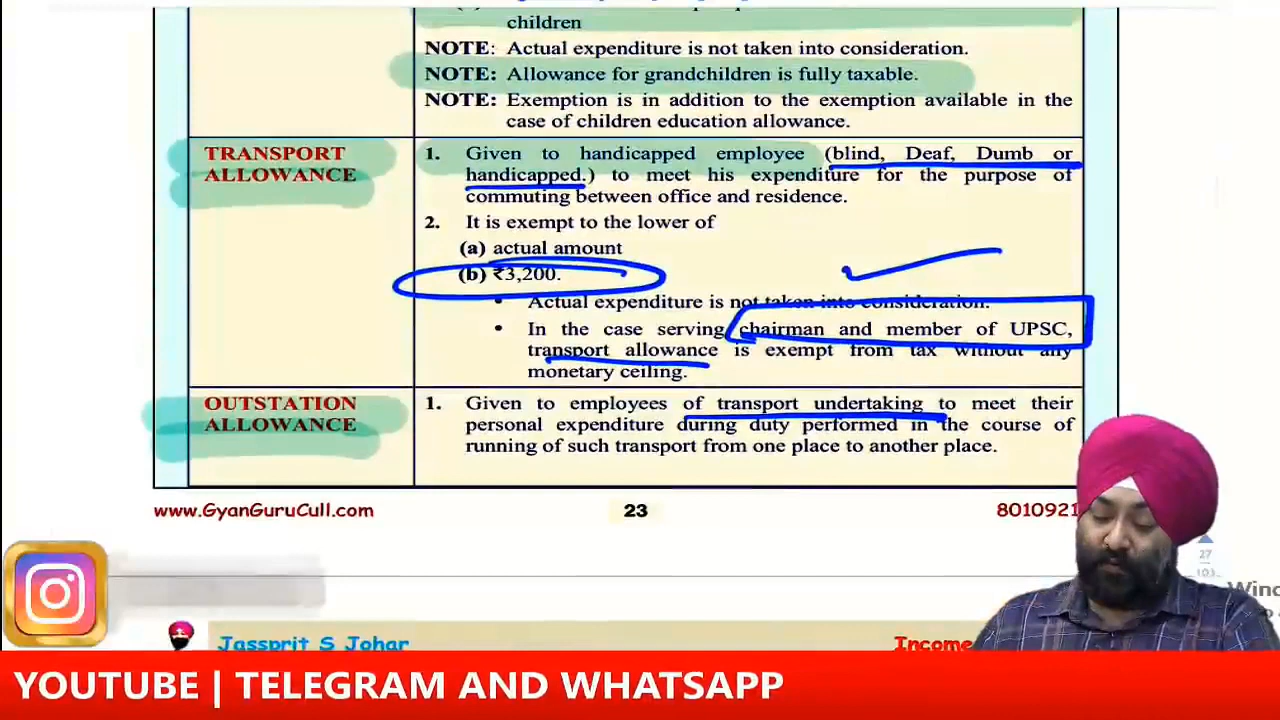 children
NOTE: Actual expenditure is not taken into consideration.
NOTE: Allowance for grandchildren is fully taxable.
NOTE: Exemption is in addition to the exemption available in the
case of children education allowance.
TRANSPORT
ALLOWANCE
1. Given to handicapped employee (blind, Deaf, Dumb or
handicapped.) to meet his expenditure for the purpose of
commuting between office and residence.
2. It is exempt to the lower of
(a) actual amount
(b) ₹3,200.
• Actual expenditure is not taken into consideration.
• In the case serving chairman and member of UPSC,
transport allowance is exempt from tax without any
monetary ceiling.
OUTSTATION
ALLOWANCE
1. Given to employees of transport undertaking to meet their
personal expenditure during duty performed in the course of
running of such transport from one place to another place.
www.GyanGuruCull.com
23
8010921
27
103
Wind
Jassprit S Johar
Income
YOUTUBE | TELEGRAM AND WHATSAPP